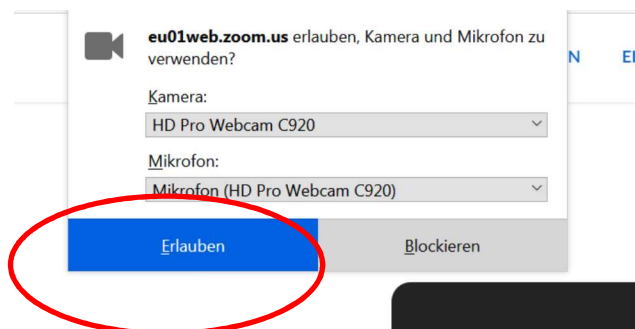 eu01web.zoom.us erlauben, Kamera und Mikrofon zu
verwenden?
Kamera:
HD Pro Webcam C920
Mikrofon:
Mikrofon (HD Pro Webcam C920)
Erlauben
Blockieren